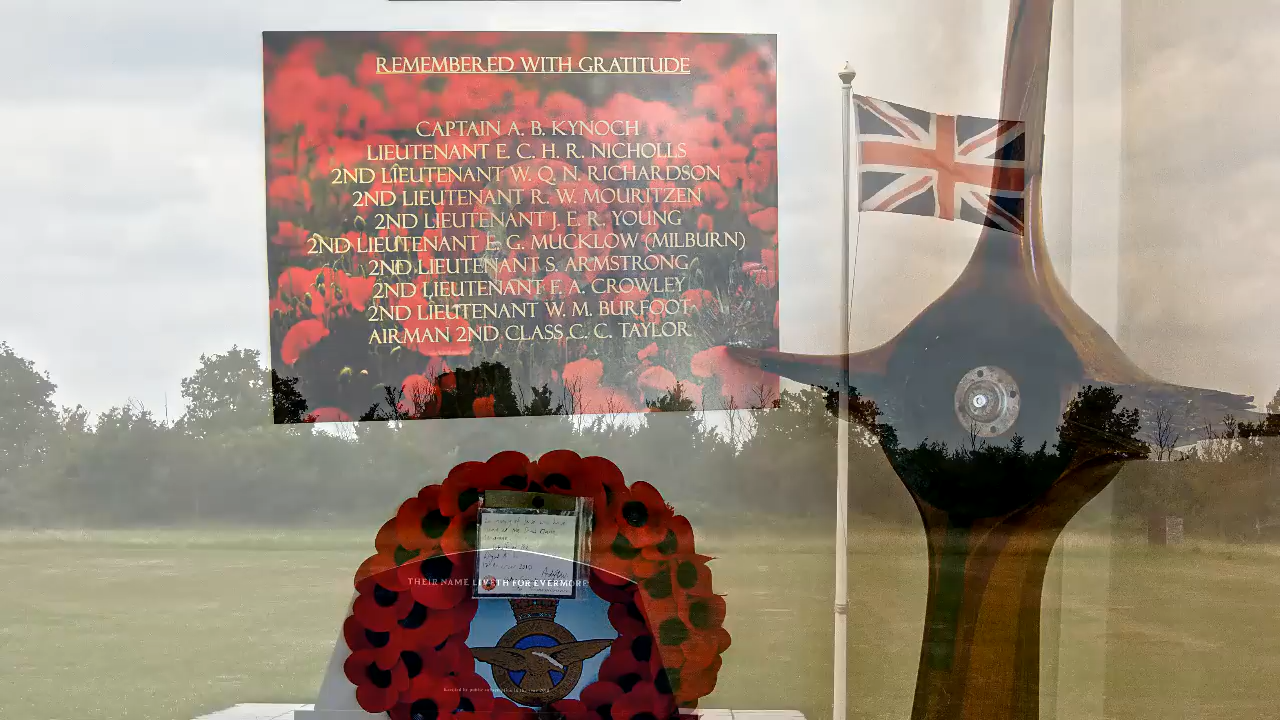 REMEMBERED WITH GRATITUDE
CAPTAIN A. B. KYNOCH
LIEUTENANT E. C. H. R. NICHOLLS
2ND LIEUTENANT W. Q. N. RICHARDSON
2ND LIEUTENANT R. W. MOURITZEN
2ND LIEUTENANT J. E. R. YOUNG
2ND LIEUTENANT E. G. MUCKLOW (MILBURN)
2ND LIEUTENANT S. ARMSTRONG
2ND LIEUTENANT F. A. CROWLEY
2ND LIEUTENANT W. M. BURFOOT
AIRMAN 2ND CLASS C. C. TAYLOR
THEIR NAME LIVETH FOR EVERMORE